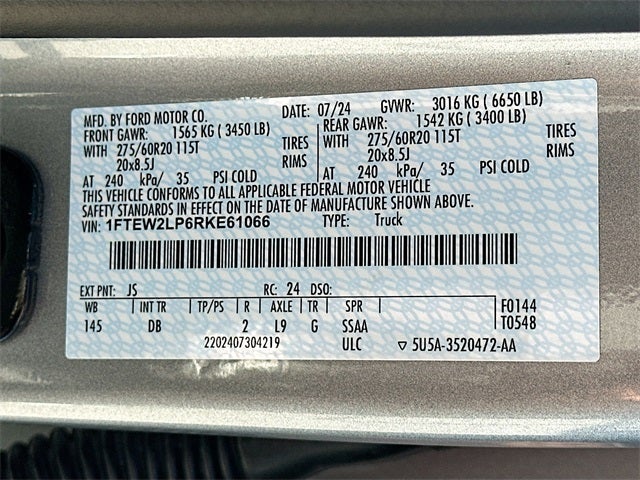 MFD. BY FORD MOTOR CO. DATE: 07/24 GVWR: 3016 KG ( 6650 LB)
FRONT GAWR: 1565 KG ( 3450 LB) REAR GAWR: 1542 KG ( 3400 LB)
WITH 275/60R20 115T TIRES WITH 275/60R20 115T TIRES
20x8.5J RIMS 20x8.5J RIMS
AT 240 kPa/ 35 PSI COLD AT 240 kPa/ 35 PSI COLD
THIS VEHICLE CONFORMS TO ALL APPLICABLE FEDERAL MOTOR VEHICLE
SAFETY STANDARDS IN EFFECT ON THE DATE OF MANUFACTURE SHOWN ABOVE.
VIN: 1FTEW2LP6RKE61066 TYPE: Truck
EXT PNT: JS RC: 24 DSO:
WB | INT TR | TP/PS | R | AXLE | TR | SPR F0144
145 DB 2 L9 G SSAA T0548
2202407304219 ULC ▽ 5U5A-3520472-AA